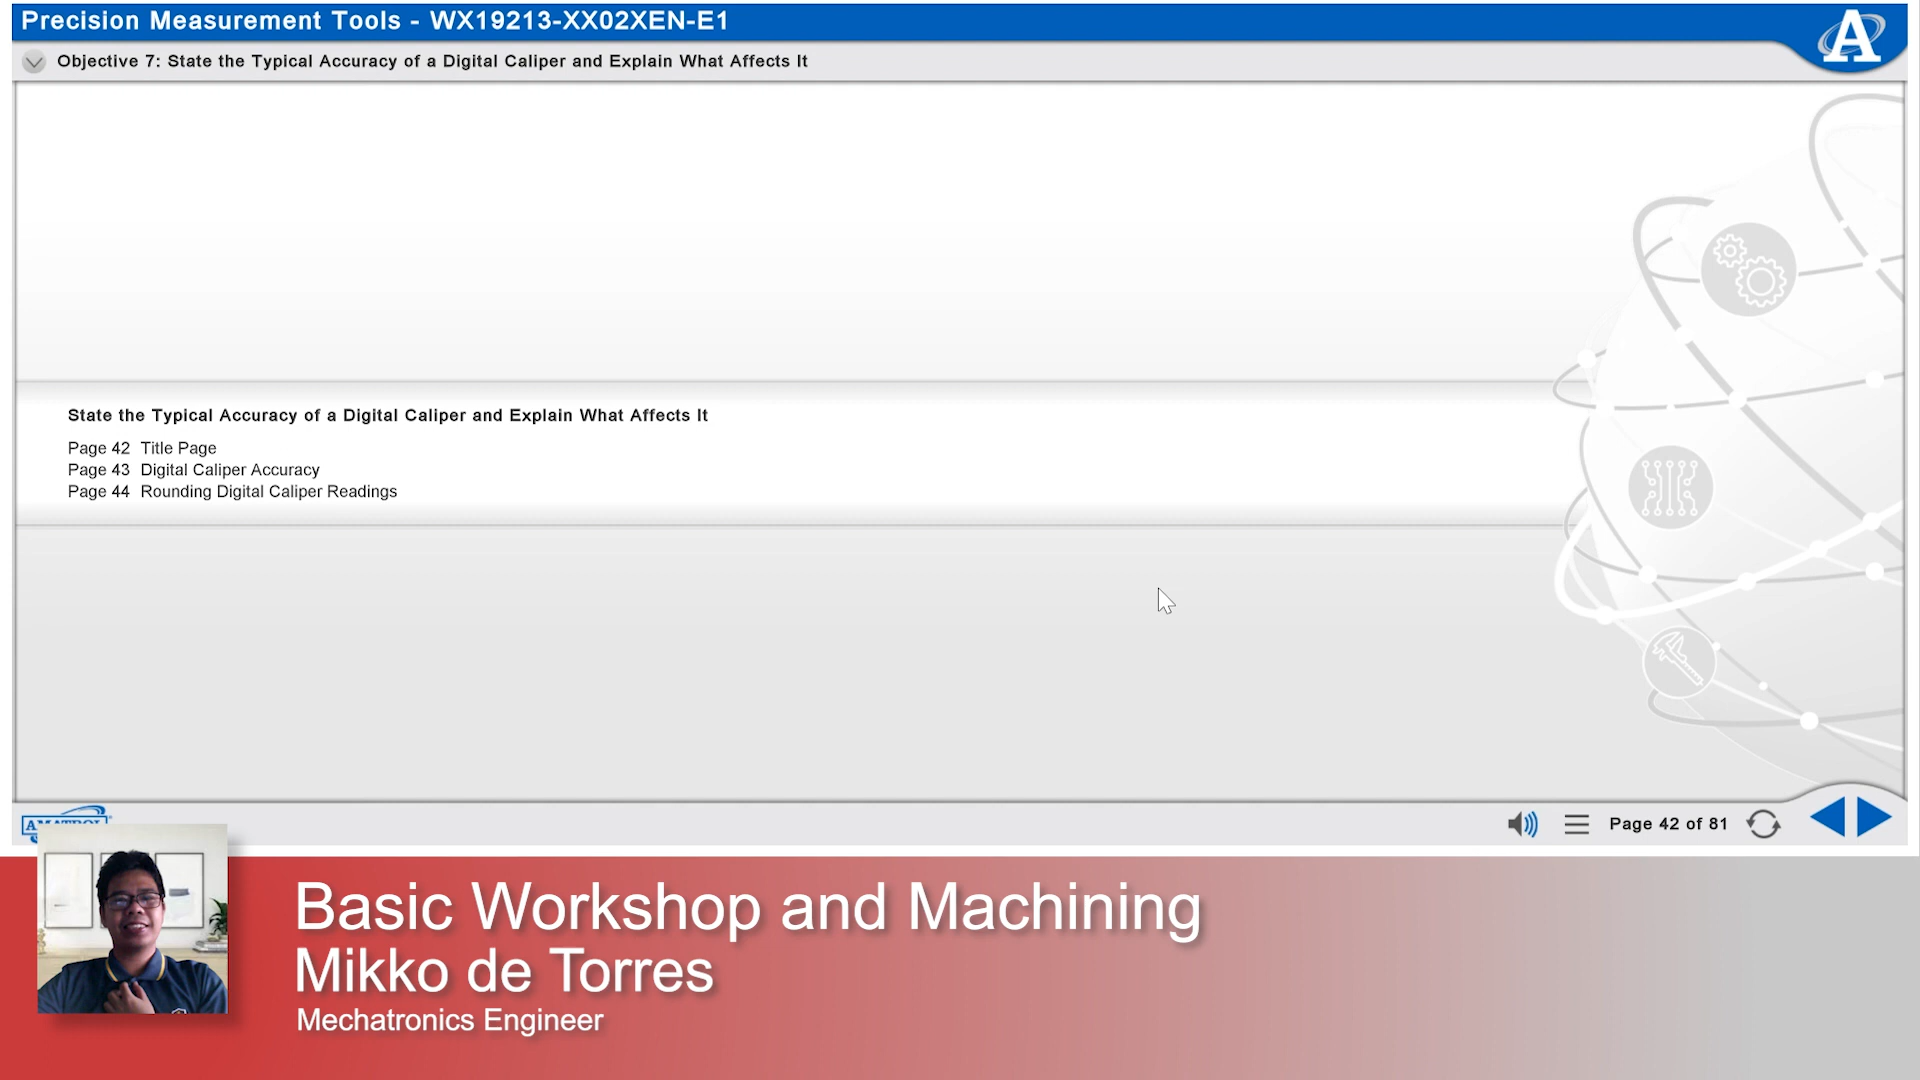 Precision Measurement Tools - WX19213-XX02XEN-E1
Objective 7: State the Typical Accuracy of a Digital Caliper and Explain What Affects It
State the Typical Accuracy of a Digital Caliper and Explain What Affects It
Page 42 Title Page
Page 43 Digital Caliper Accuracy
Page 44 Rounding Digital Caliper Readings
Page 42 of 81
Basic Workshop and Machining
Mikko de Torres
Mechatronics Engineer